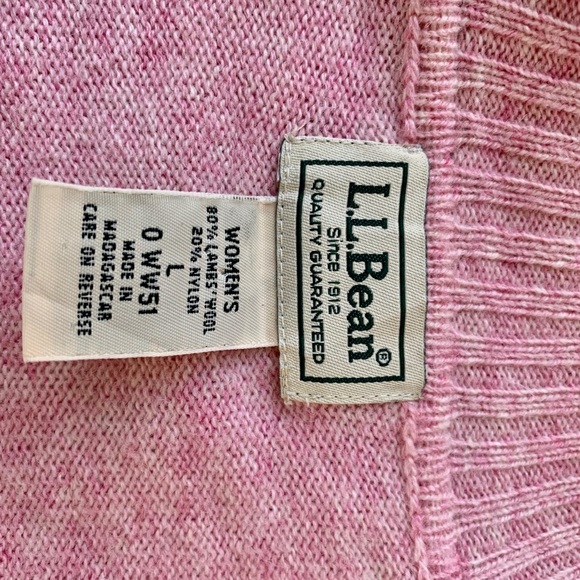 L.L.Bean®
Since 1912
QUALITY GUARANTEED
WOMEN'S
80% LAMBS' WOOL
20% NYLON
L
0 WW51
MADE IN
MADAGASCAR
CARE ON REVERSE